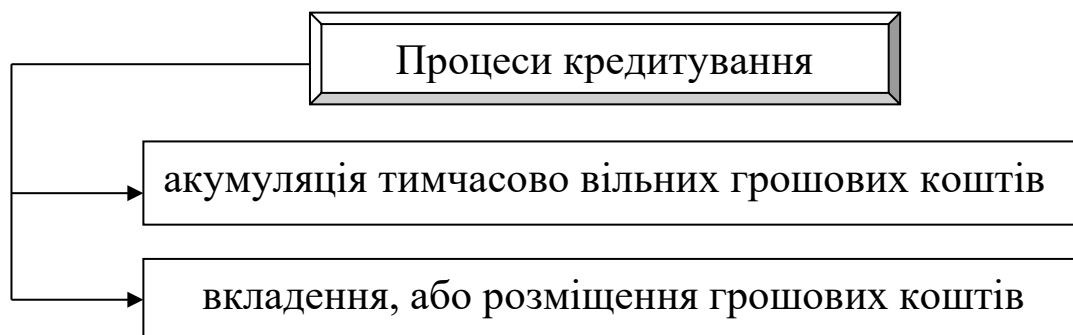 Процеси кредитування
акумуляція тимчасово вільних грошових коштів
вкладення, або розміщення грошових коштів